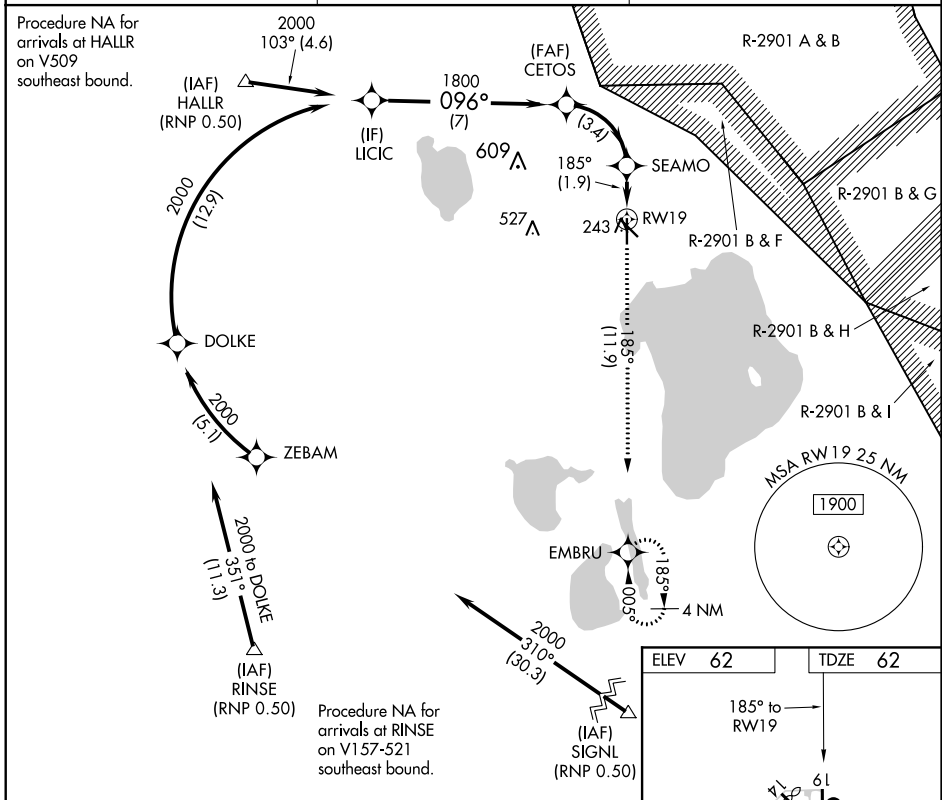 Procedure NA for
arrivals at HALLR
on V509
southeast bound.
2000
103° (4.6)
(IAF)
HALLR
(RNP 0.50)
(IF)
LICIC
1800
096°
(7)
(FAF)
CETOS
(3.4)
R-2901 A & B
609
185°
(1.9)
SEAMO
527
243
RW19
R-2901 B & F
R-2901 B & G
R-2901 B & H
R-2901 B & I
2000
(12.9)
DOLKE
185°
(11.9)
2000
(5.1)
ZEBAM
MSA RW19 25 NM
1900
2000 to DOLKE
351°
(11.3)
(IAF)
RINSE
(RNP 0.50)
EMBRU
185°
005°
4 NM
2000
310°
(30.3)
(IAF)
SIGNL
(RNP 0.50)
Procedure NA for
arrivals at RINSE
on V157-521
southeast bound.
ELEV 62
TDZE 62
185° to
RW19
14
19